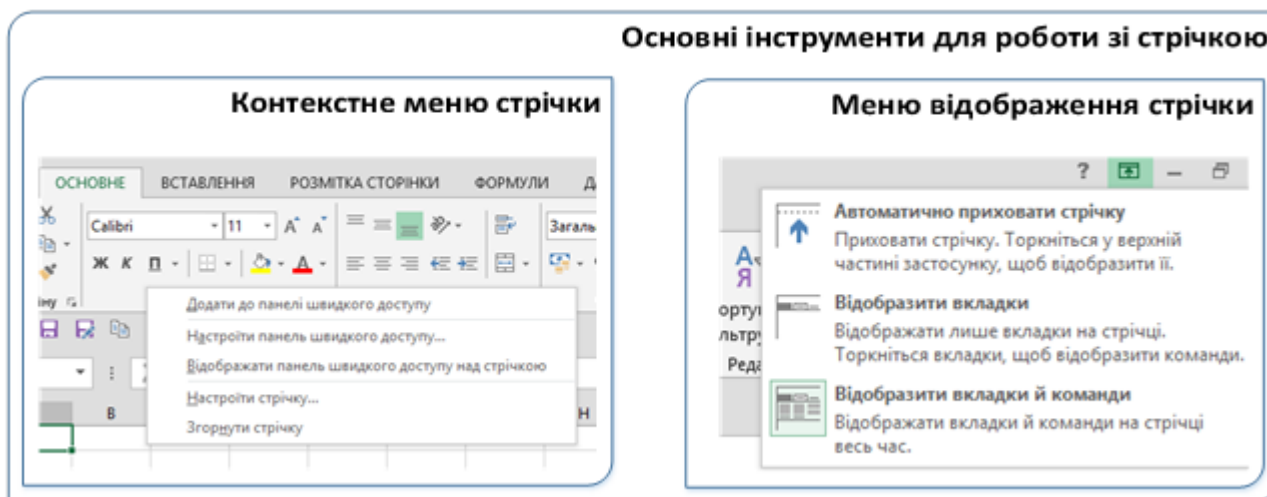 Основні інструменти для роботи зі стрічкою
Контекстне меню стрічки
ОСНОВНЕ ВСТАВЛЕННЯ РОЗМІТКА СТОРІНКИ ФОРМУЛИ
Calibri 11
Ж К П
Додати до панелі швидкого доступу
Настроїти панель швидкого доступу...
Відображати панель швидкого доступу над стрічкою
Настроїти стрічку...
Згорнути стрічку
B H
Меню відображення стрічки
?
Автоматично приховати стрічку
Приховати стрічку. Торкніться у верхній
частині застосунку, щоб відобразити її.
Відобразити вкладки
Відображати лише вкладки на стрічці.
Торкніться вкладки, щоб відобразити команди.
Відобразити вкладки й команди
Відображати вкладки й команди на стрічці
весь час.